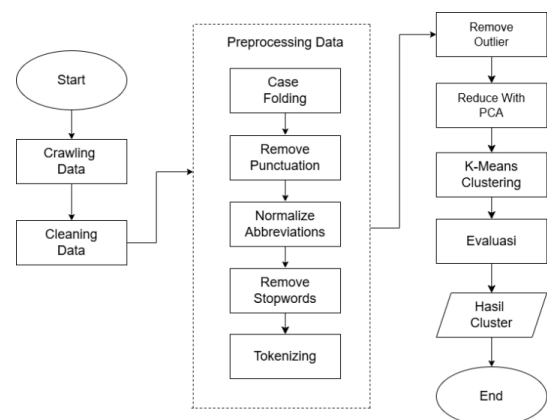 Start
Crawling
Data
Cleaning
Data
Preprocessing Data
Case
Folding
Remove
Punctuation
Normalize
Abbreviations
Remove
Stopwords
Tokenizing
Remove
Outlier
Reduce With
PCA
K-Means
Clustering
Evaluasi
Hasil
Cluster
End